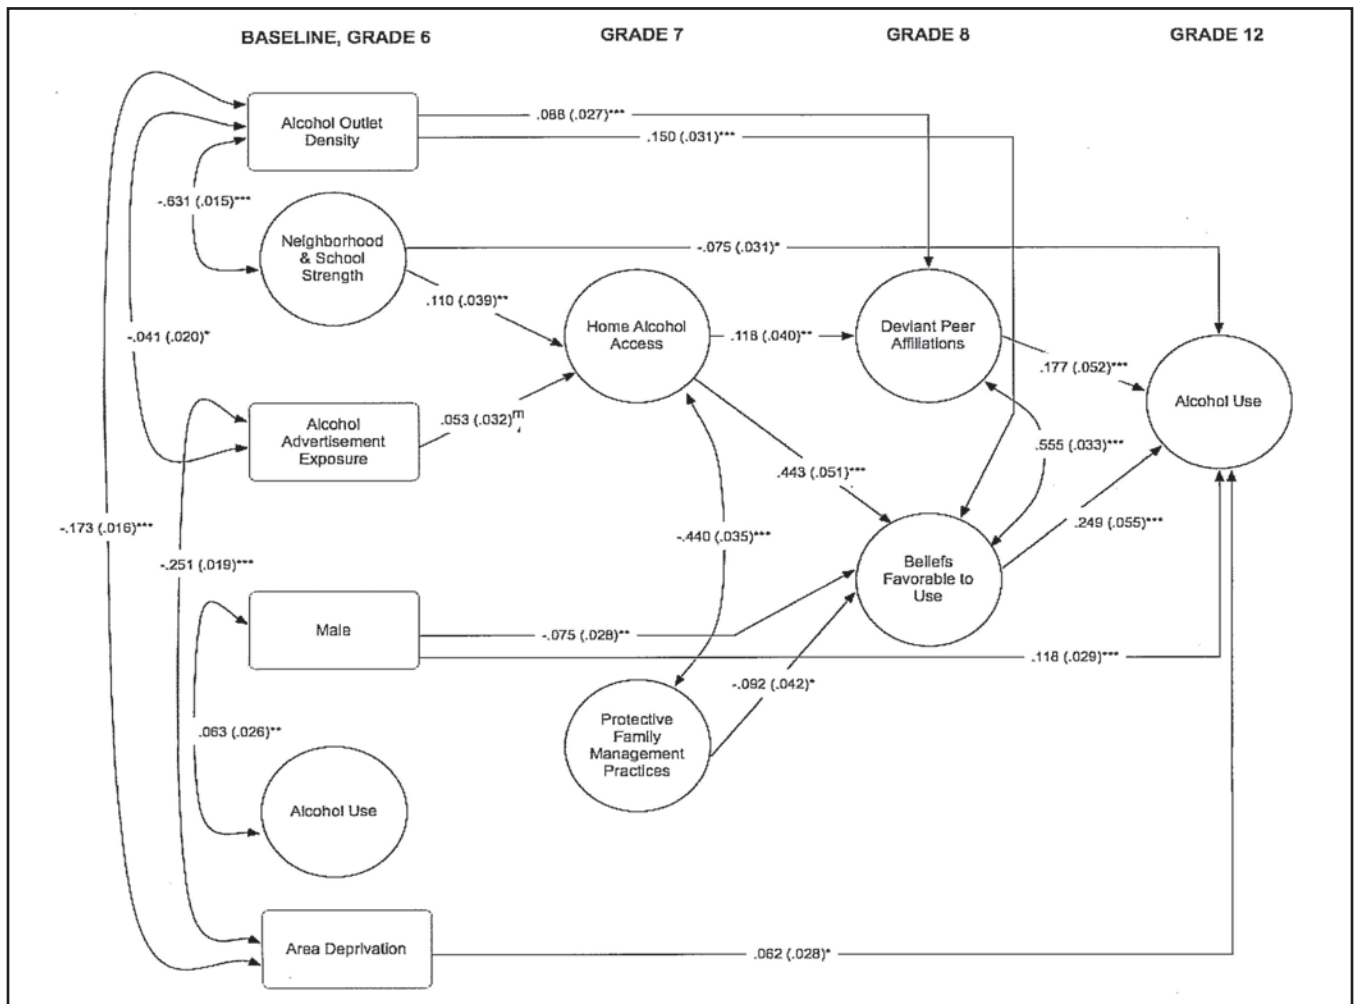 BASELINE, GRADE 6
GRADE 7
GRADE 8
GRADE 12
Alcohol Outlet
Density
.088 (.027)***
.150 (.031)***
-.631 (.015)***
Neighborhood
& School
Strength
-.075 (.031)*
.110 (.039)**
Home Alcohol
Access
.118 (.040)**
Deviant Peer
Affiliations
-.041 (.020)*
.177 (.052)***
Alcohol Use
Alcohol
Advertisement
Exposure
.053 (.032)m
.443 (.051)***
.555 (.033)***
-.173 (.016)***
-.251 (.019)***
-.440 (.035)***
.249 (.055)***
Beliefs
Favorable to
Use
Male
-.075 (.028)**
.118 (.029)***
-.092 (.042)*
.063 (.026)**
Protective
Family
Management
Practices
Alcohol Use
Area Deprivation
.062 (.028)*